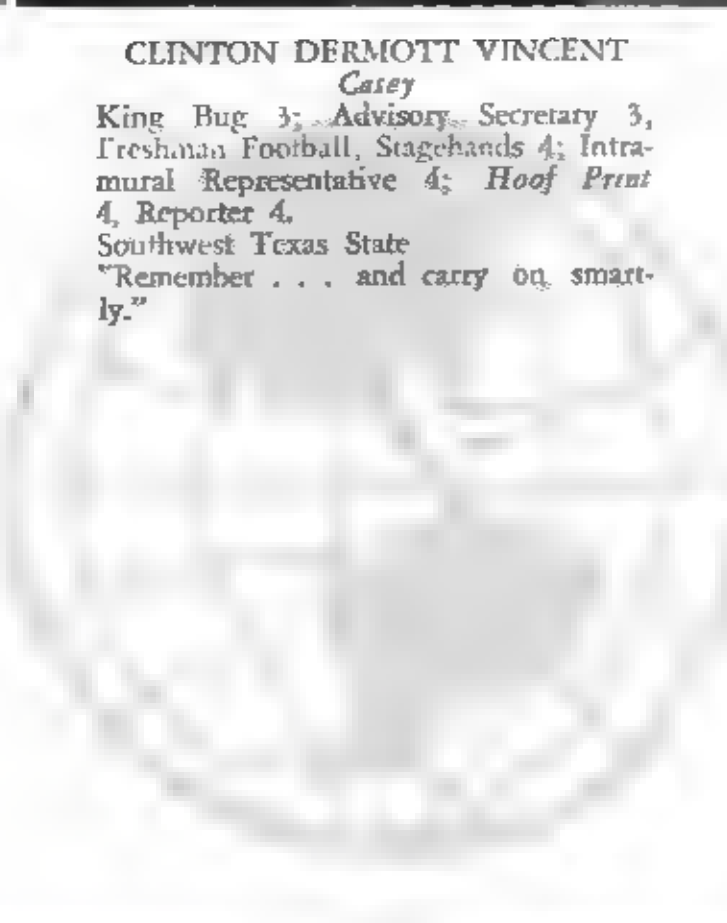 CLINTON DERMOTT VINCENT
Casey
King Bug 3; Advisory Secretary 3,
Freshman Football, Stagehands 4; Intra-
mural Representative 4; Hoof Print
4, Reporter 4.
Southwest Texas State
"Remember . . . and carry on smart-
ly."